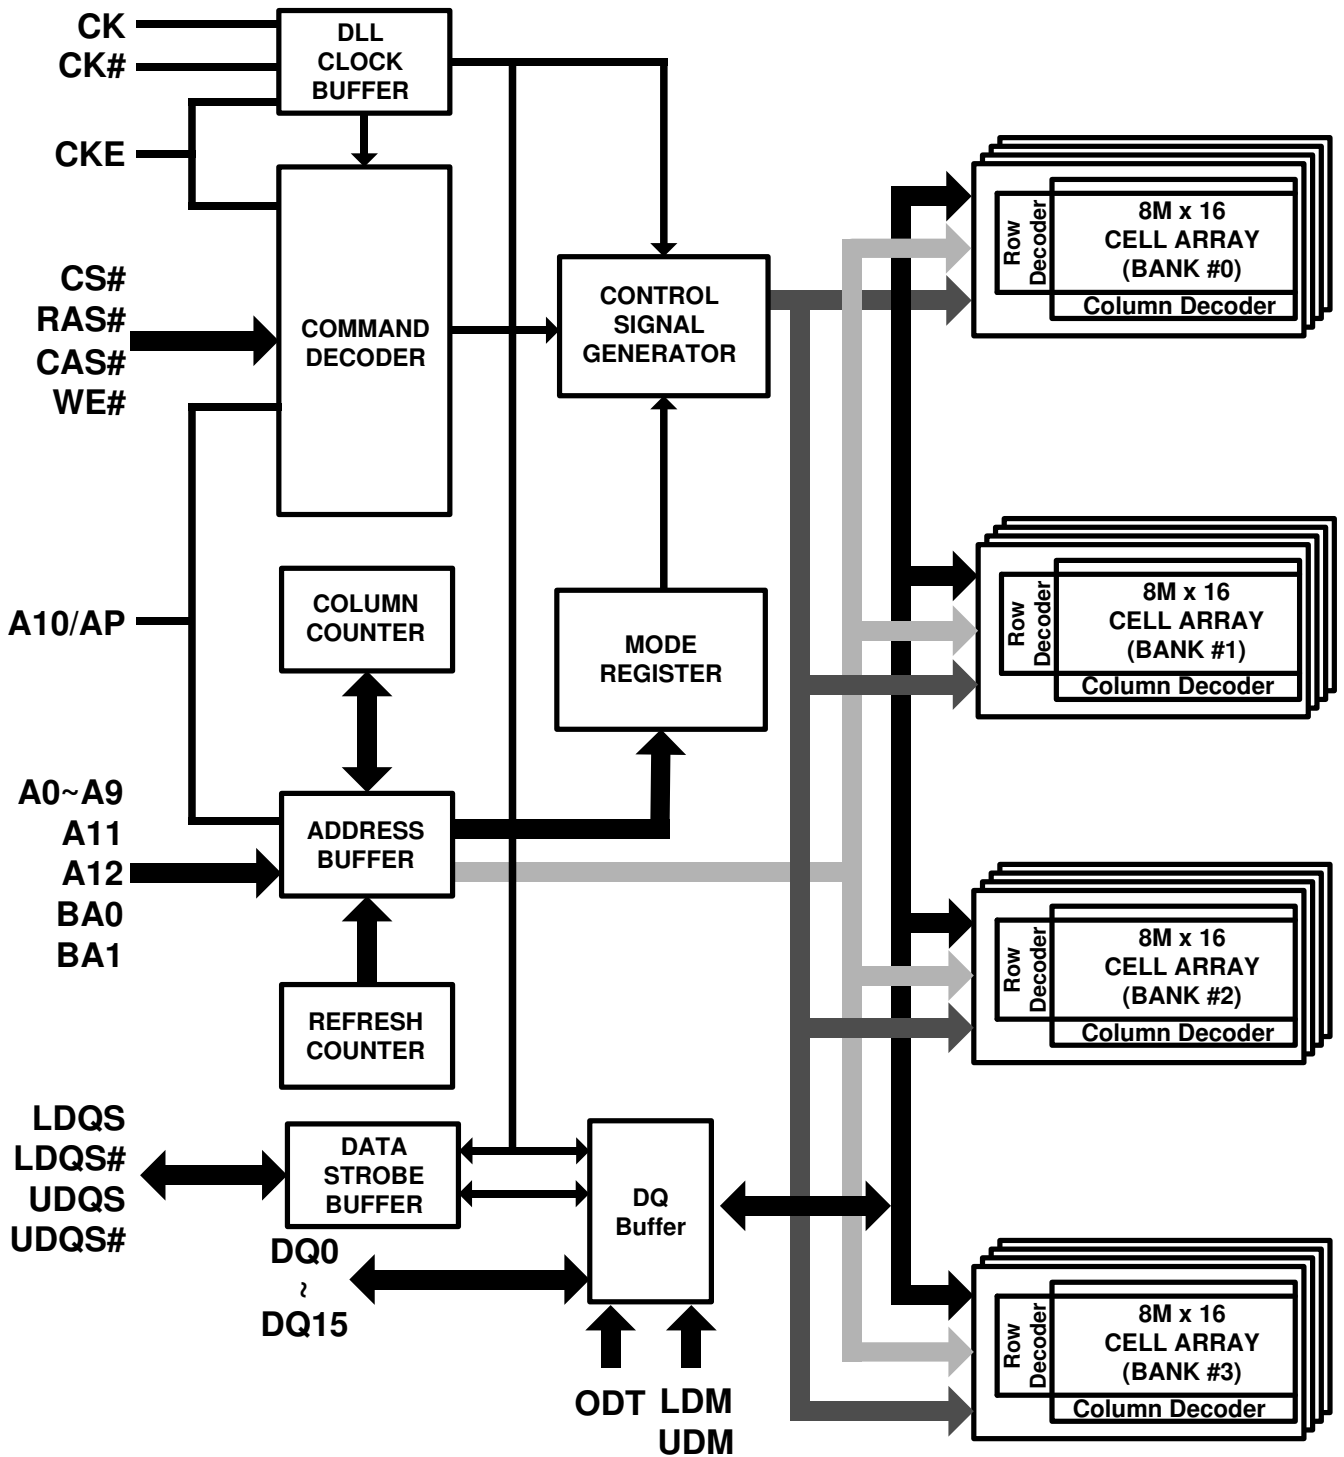 CK
CK#
CKE
CS#
RAS#
CAS#
WE#
A10/AP
A0~A9
A11
A12
BA0
BA1
LDQS
LDQS#
UDQS
UDQS#
DQ0
~
DQ15
DLL
CLOCK
BUFFER
COMMAND
DECODER
COLUMN
COUNTER
ADDRESS
BUFFER
REFRESH
COUNTER
DATA
STROBE
BUFFER
CONTROL
SIGNAL
GENERATOR
MODE
REGISTER
DQ
Buffer
ODT
LDM
UDM
Row
Decoder
8M x 16
CELL ARRAY
(BANK #0)
Column Decoder
Row
Decoder
8M x 16
CELL ARRAY
(BANK #1)
Column Decoder
Row
Decoder
8M x 16
CELL ARRAY
(BANK #2)
Column Decoder
Row
Decoder
8M x 16
CELL ARRAY
(BANK #3)
Column Decoder